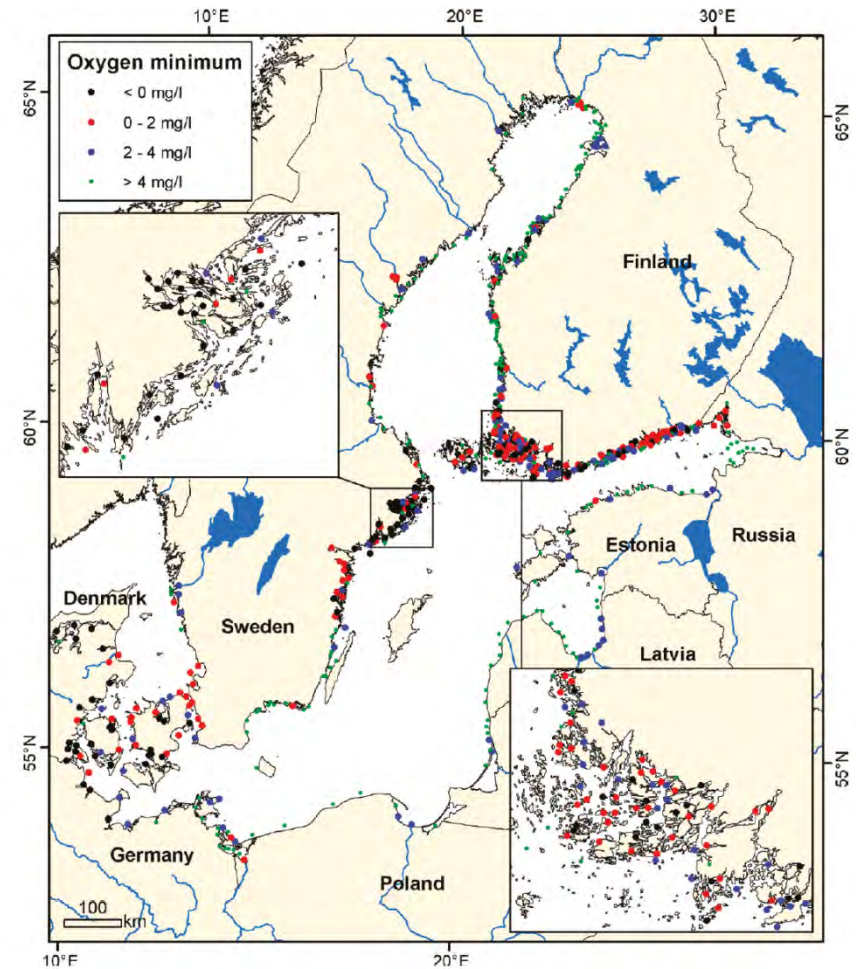 10°E 20°E 30°E
65°N
65°N
Oxygen minimum
< 0 mg/l
0 - 2 mg/l
2 - 4 mg/l
> 4 mg/l
Finland
60°N
60°N
Estonia
Russia
Denmark
Sweden
Latvia
55°N
55°N
Germany
Poland
100
km
10°E 20°E